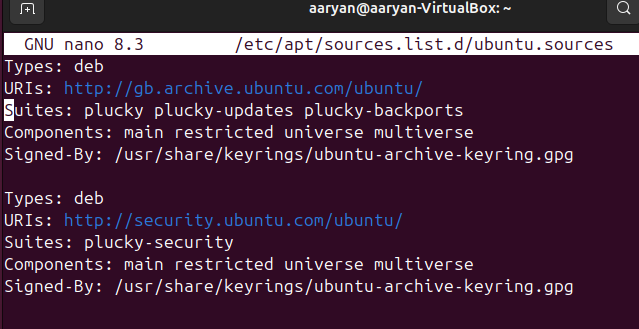 aaryan@aaryan-VirtualBox: ~
GNU nano 8.3 /etc/apt/sources.list.d/ubuntu.sources
Types: deb
URIs: http://gb.archive.ubuntu.com/ubuntu/
Suites: plucky plucky-updates plucky-backports
Components: main restricted universe multiverse
Signed-By: /usr/share/keyrings/ubuntu-archive-keyring.gpg
Types: deb
URIs: http://security.ubuntu.com/ubuntu/
Suites: plucky-security
Components: main restricted universe multiverse
Signed-By: /usr/share/keyrings/ubuntu-archive-keyring.gpg